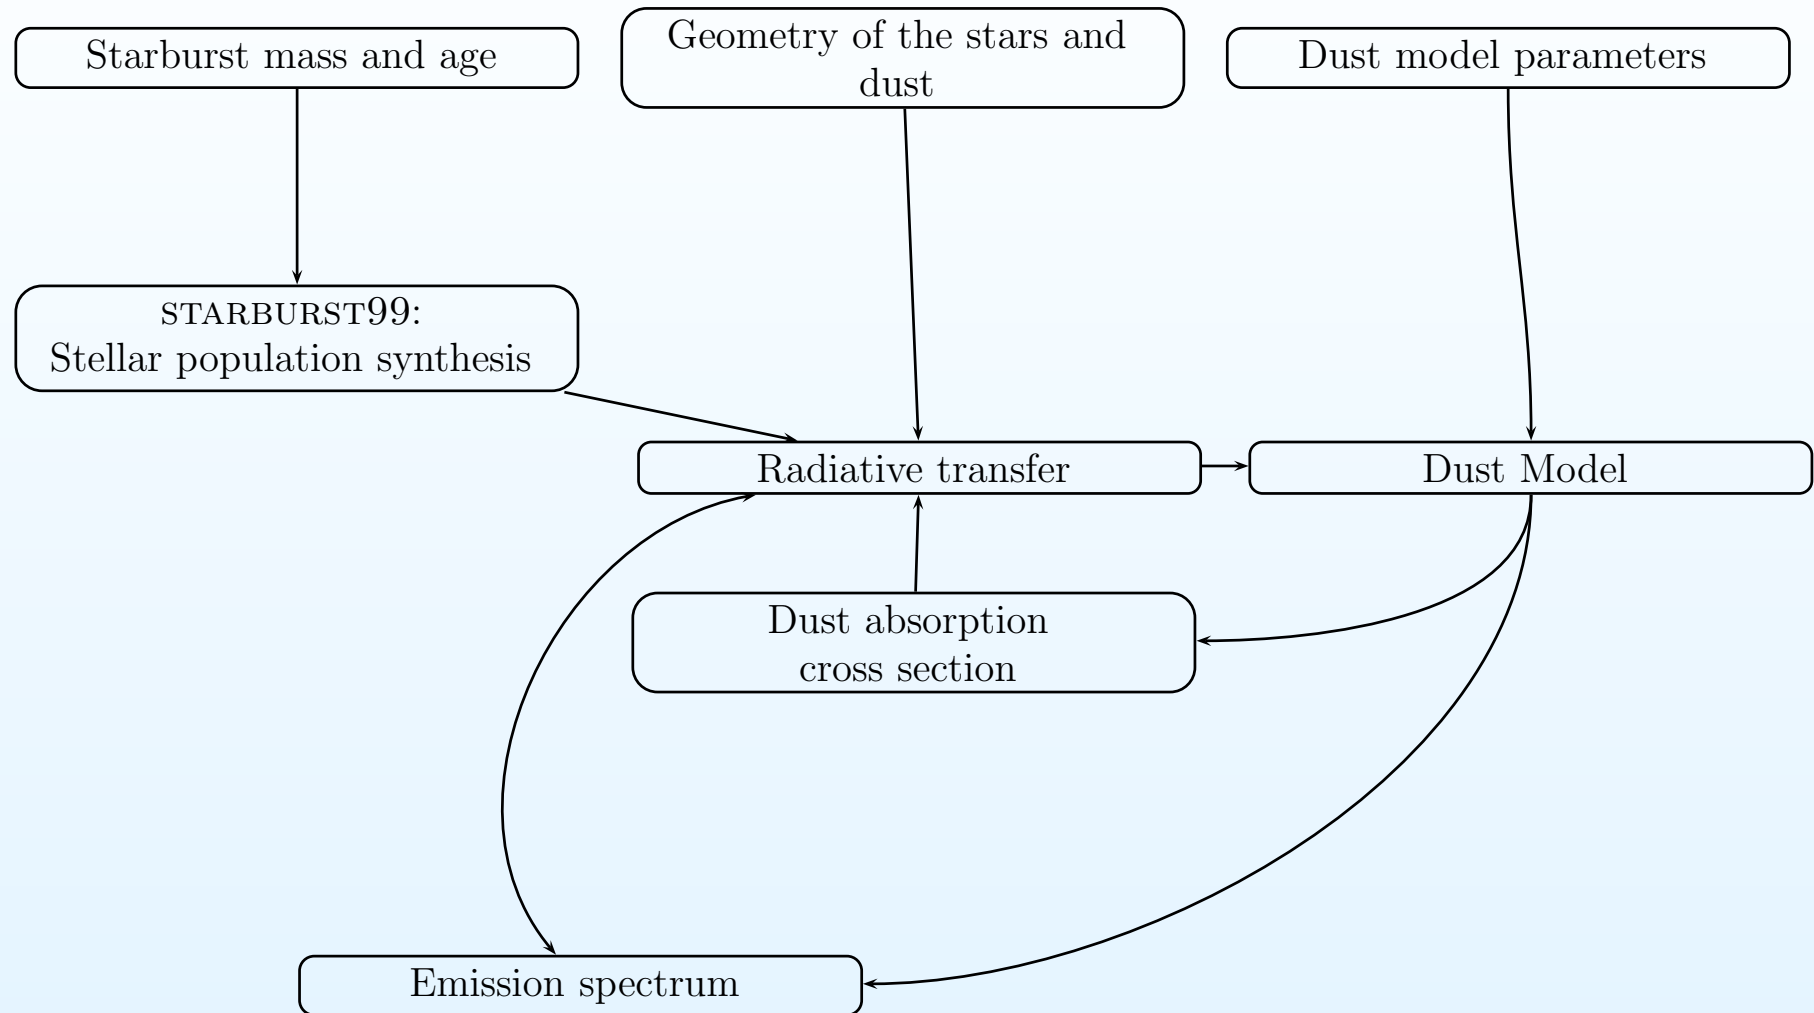 Starburst mass and age
Geometry of the stars and
dust
Dust model parameters
STARBURST99:
Stellar population synthesis
Radiative transfer
Dust Model
Dust absorption
cross section
Emission spectrum